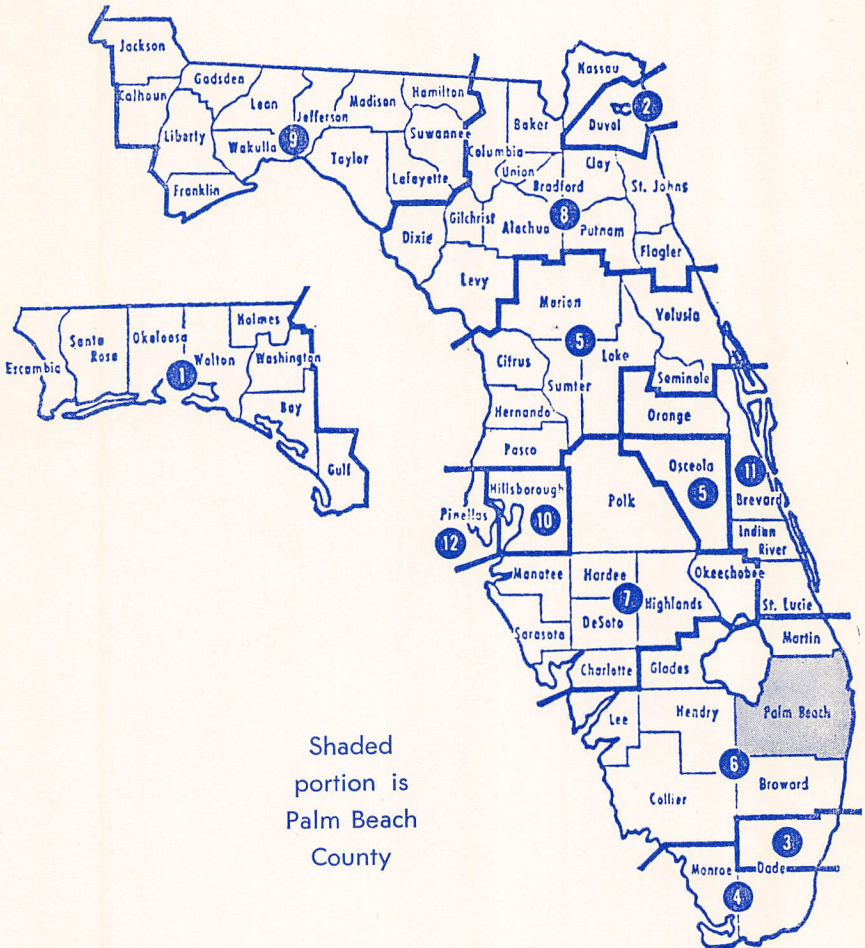 Jackson
Gadsden
Calhoun
Leon
Jefferson
Madison
Hamilton
Liberty
Wakulla
9
Taylor
Suwannee
Lafayette
Franklin
Nassau
2
Duval
Baker
Columbia
Union
Bradford
Clay
St. Johns
8
Gilchrist
Alachua
Putnam
Dixie
Flagler
Levy
Marion
Volusia
Holmes
Santa
Rosa
Okaloosa
Walton
Washington
Escambia
1
Bay
Gulf
5
Citrus
Lake
Sumter
Seminole
Hernando
Orange
Pasco
Osceola
5
11
Brevard
Hillsborough
10
Polk
Pinellas
12
Indian
River
Manatee
Hardee
Okeechobee
7
Highlands
St. Lucie
DeSoto
Sarasota
Martin
Charlotte
Glades
Lee
Hendry
Palm Beach
6
Broward
Collier
3
Monroe
Dade
4
Shaded
portion is
Palm Beach
County